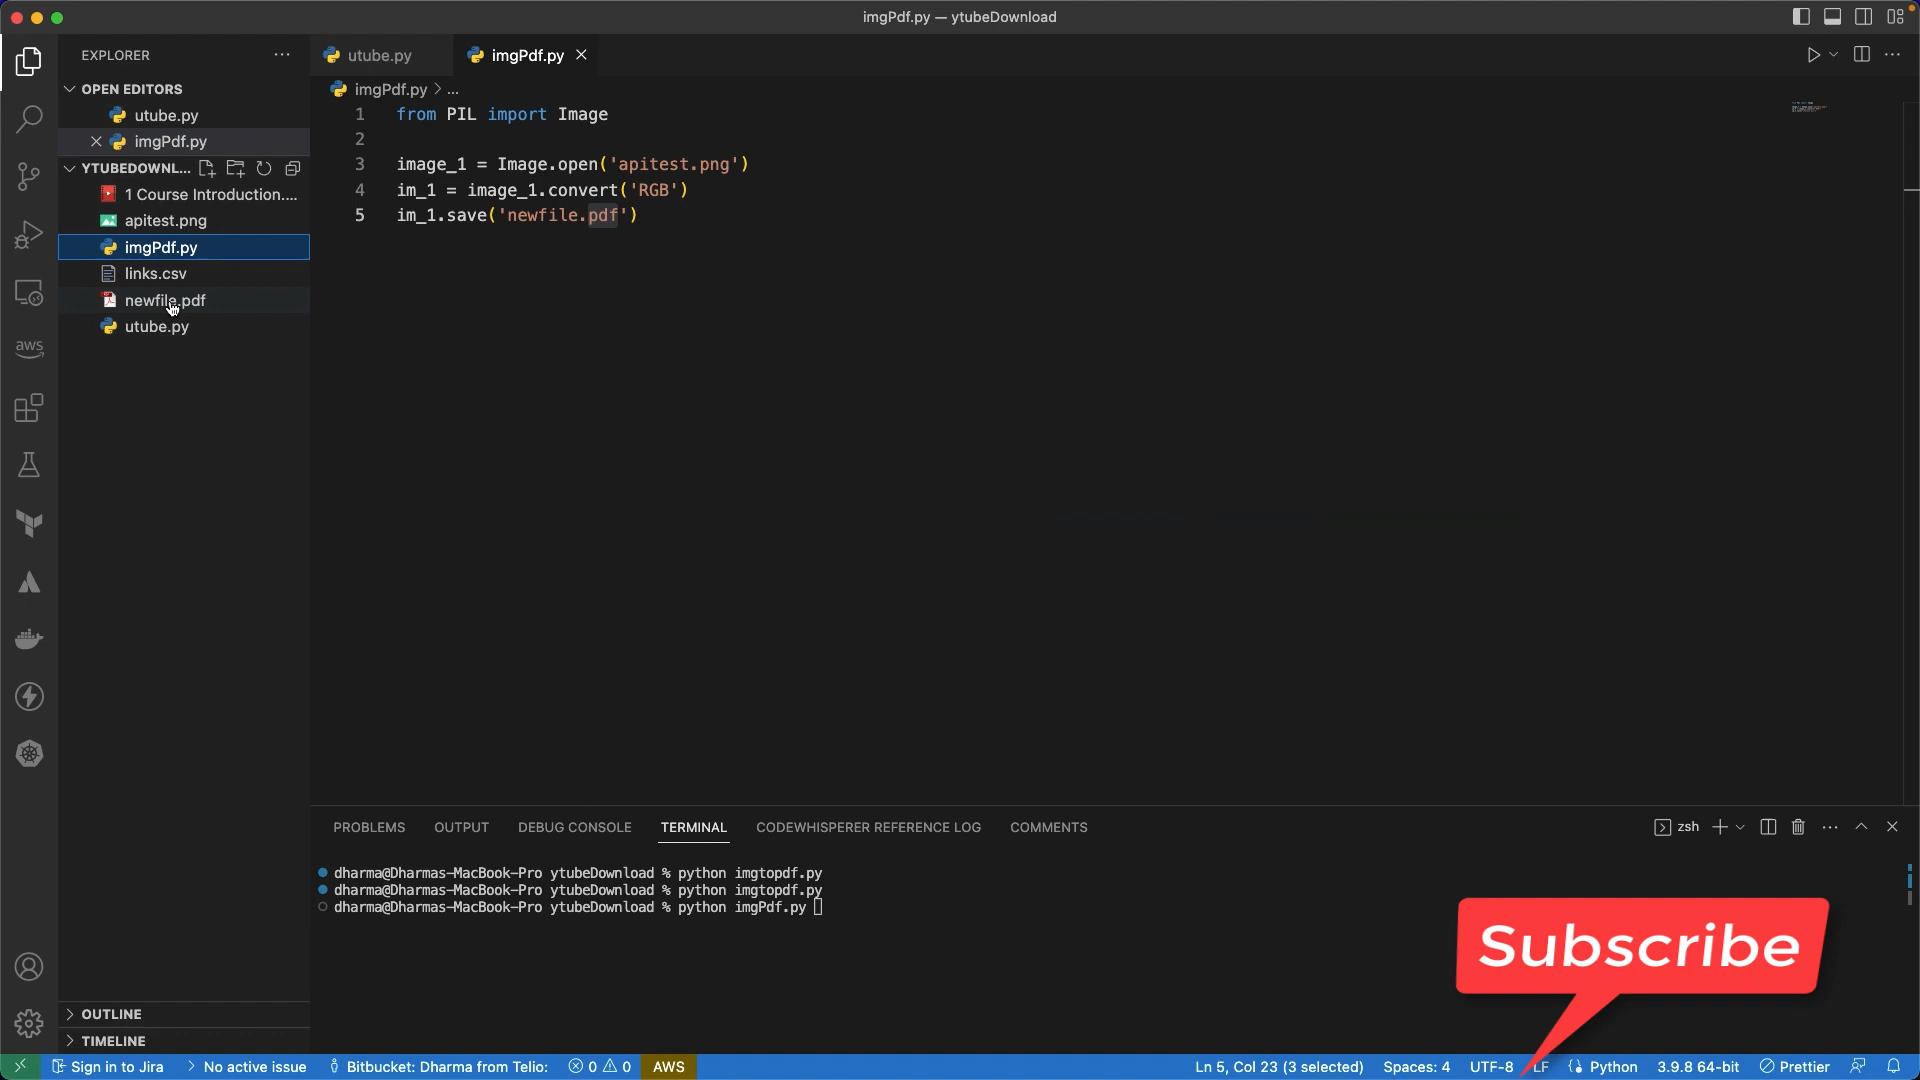 imgPdf.py — ytubeDownload
EXPLORER
utube.py
imgPdf.py
OPEN EDITORS
utube.py
imgPdf.py
YTUBEDOWNL...
1 Course Introduction....
apitest.png
imgPdf.py
links.csv
newfile.pdf
utube.py
aws
imgPdf.py > ...
1 from PIL import Image
2
3 image_1 = Image.open('apitest.png')
4 im_1 = image_1.convert('RGB')
5 im_1.save('newfile.pdf')
PROBLEMS OUTPUT DEBUG CONSOLE TERMINAL CODEWHISPERER REFERENCE LOG COMMENTS
zsh
dharma@Dharmas-MacBook-Pro ytubeDownload % python imgtopdf.py
dharma@Dharmas-MacBook-Pro ytubeDownload % python imgtopdf.py
dharma@Dharmas-MacBook-Pro ytubeDownload % python imgPdf.py
Subscribe
OUTLINE
TIMELINE
Sign in to Jira No active issue Bitbucket: Dharma from Telio: 0 0 AWS Ln 5, Col 23 (3 selected) Spaces: 4 UTF-8 LF Python 3.9.8 64-bit Prettier